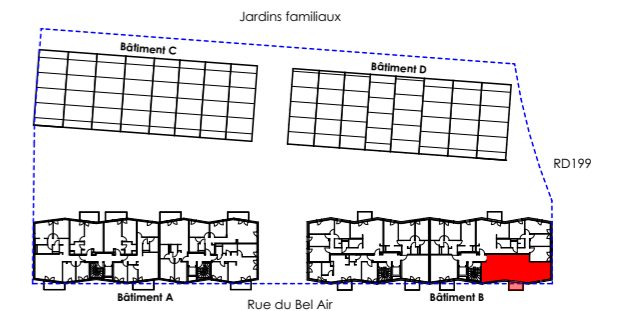 Jardins familiaux
Bâtiment C
Bâtiment D
RD199
Bâtiment A
Rue du Bel Air
Bâtiment B